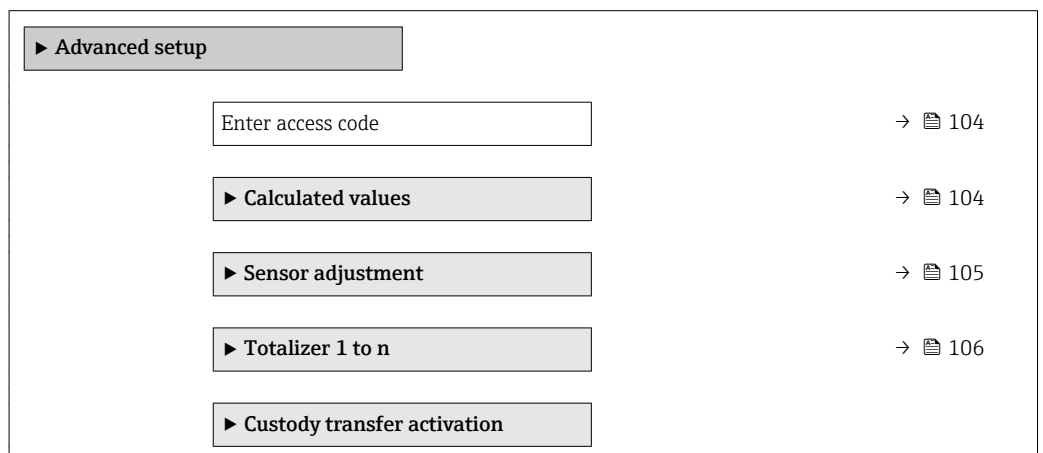 ▶ Advanced setup
Enter access code → 104
▶ Calculated values → 104
▶ Sensor adjustment → 105
▶ Totalizer 1 to n → 106
▶ Custody transfer activation